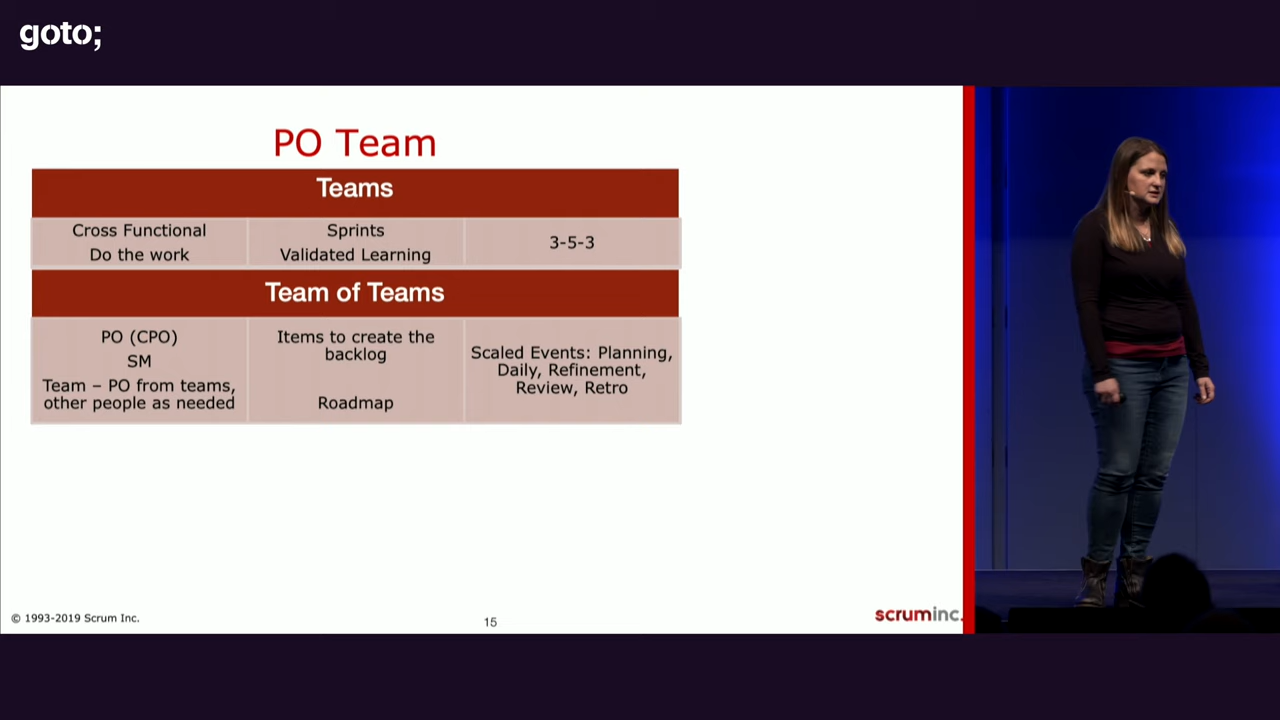 goto;
PO Team
Teams
Cross Functional
Do the work
Sprints
Validated Learning
3-5-3
Team of Teams
PO (CPO)
SM
Team – PO from teams,
other people as needed
Items to create the
backlog
Roadmap
Scaled Events: Planning,
Daily, Refinement,
Review, Retro
© 1993-2019 Scrum Inc.
15
scruminc.